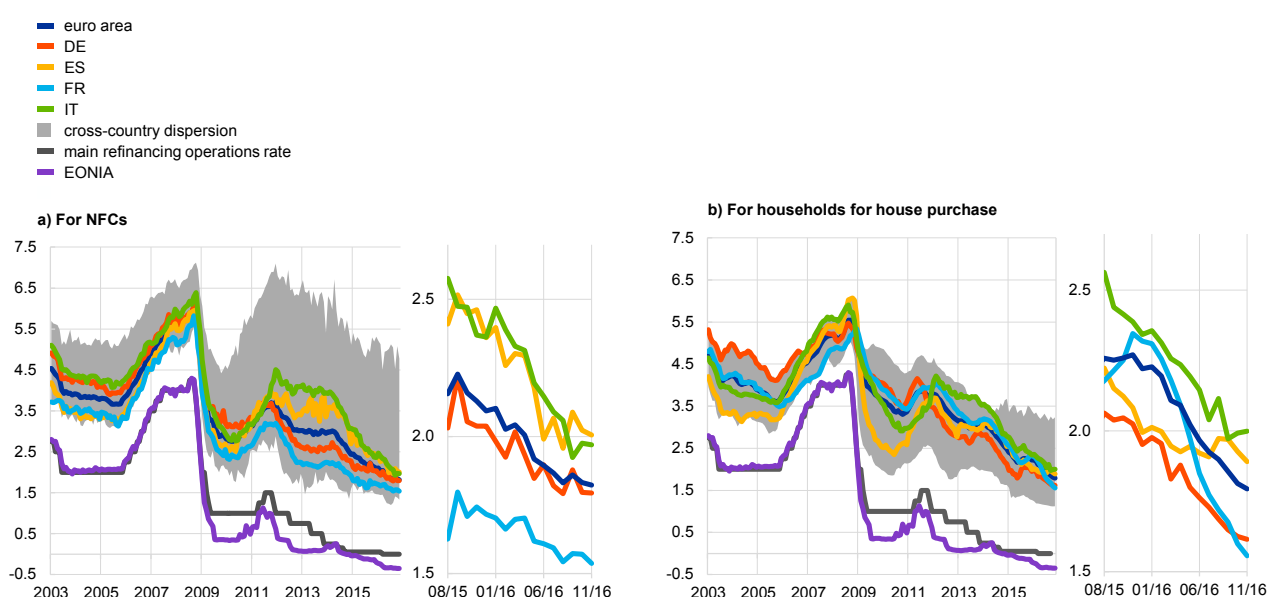 euro area
DE
ES
FR
IT
cross-country dispersion
main refinancing operations rate
EONIA
a) For NFCs
7.5
6.5
5.5
4.5
3.5
2.5
1.5
0.5
-0.5
2003 2005 2007 2009 2011 2013 2015
2.5
2.0
1.5
08/15 01/16 06/16 11/16
b) For households for house purchase
7.5
6.5
5.5
4.5
3.5
2.5
1.5
0.5
-0.5
2003 2005 2007 2009 2011 2013 2015
2.5
2.0
1.5
08/15 01/16 06/16 11/16